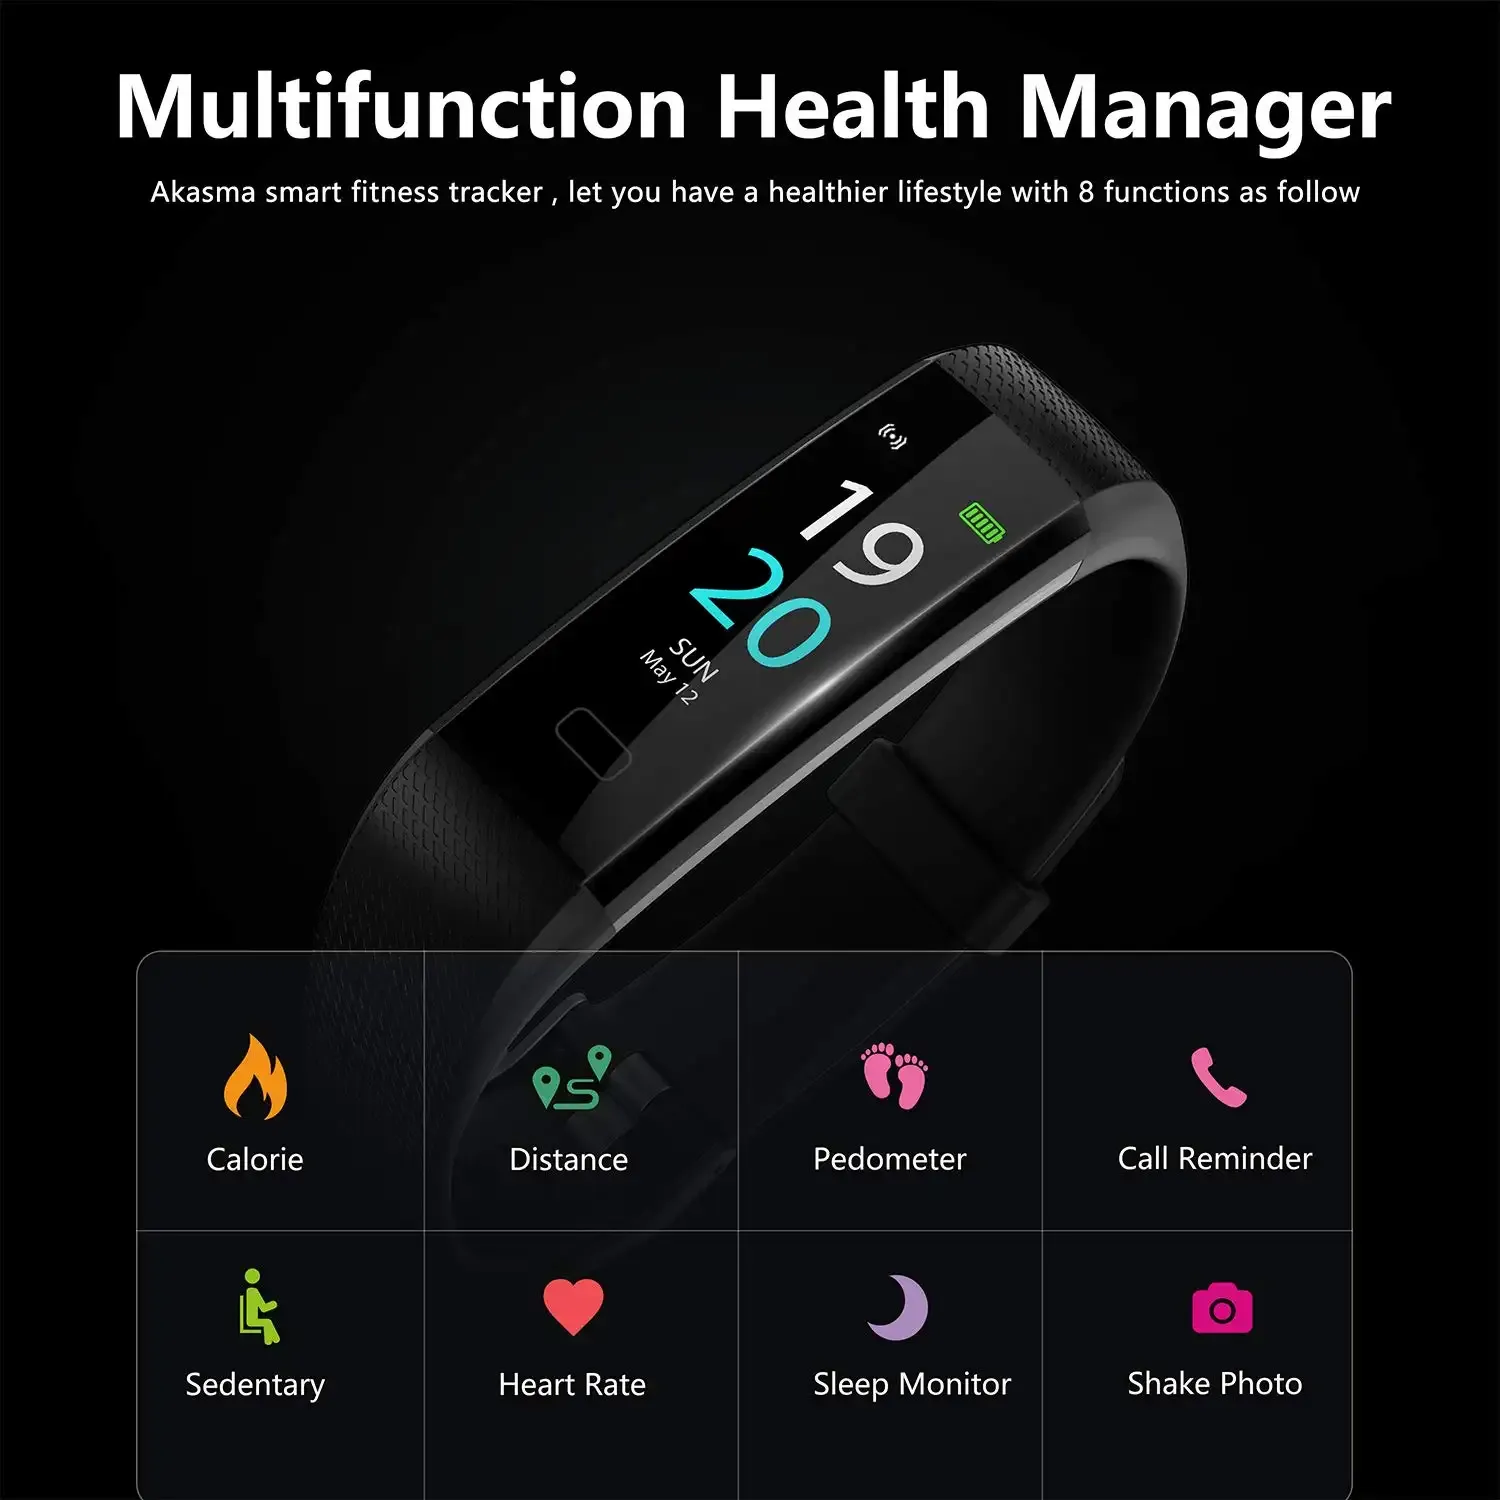 Multifunction Health Manager
Akasma smart fitness tracker , let you have a healthier lifestyle with 8 functions as follow
19
20
SUN
May 12
Calorie
Distance
Pedometer
Call Reminder
Sedentary
Heart Rate
Sleep Monitor
Shake Photo